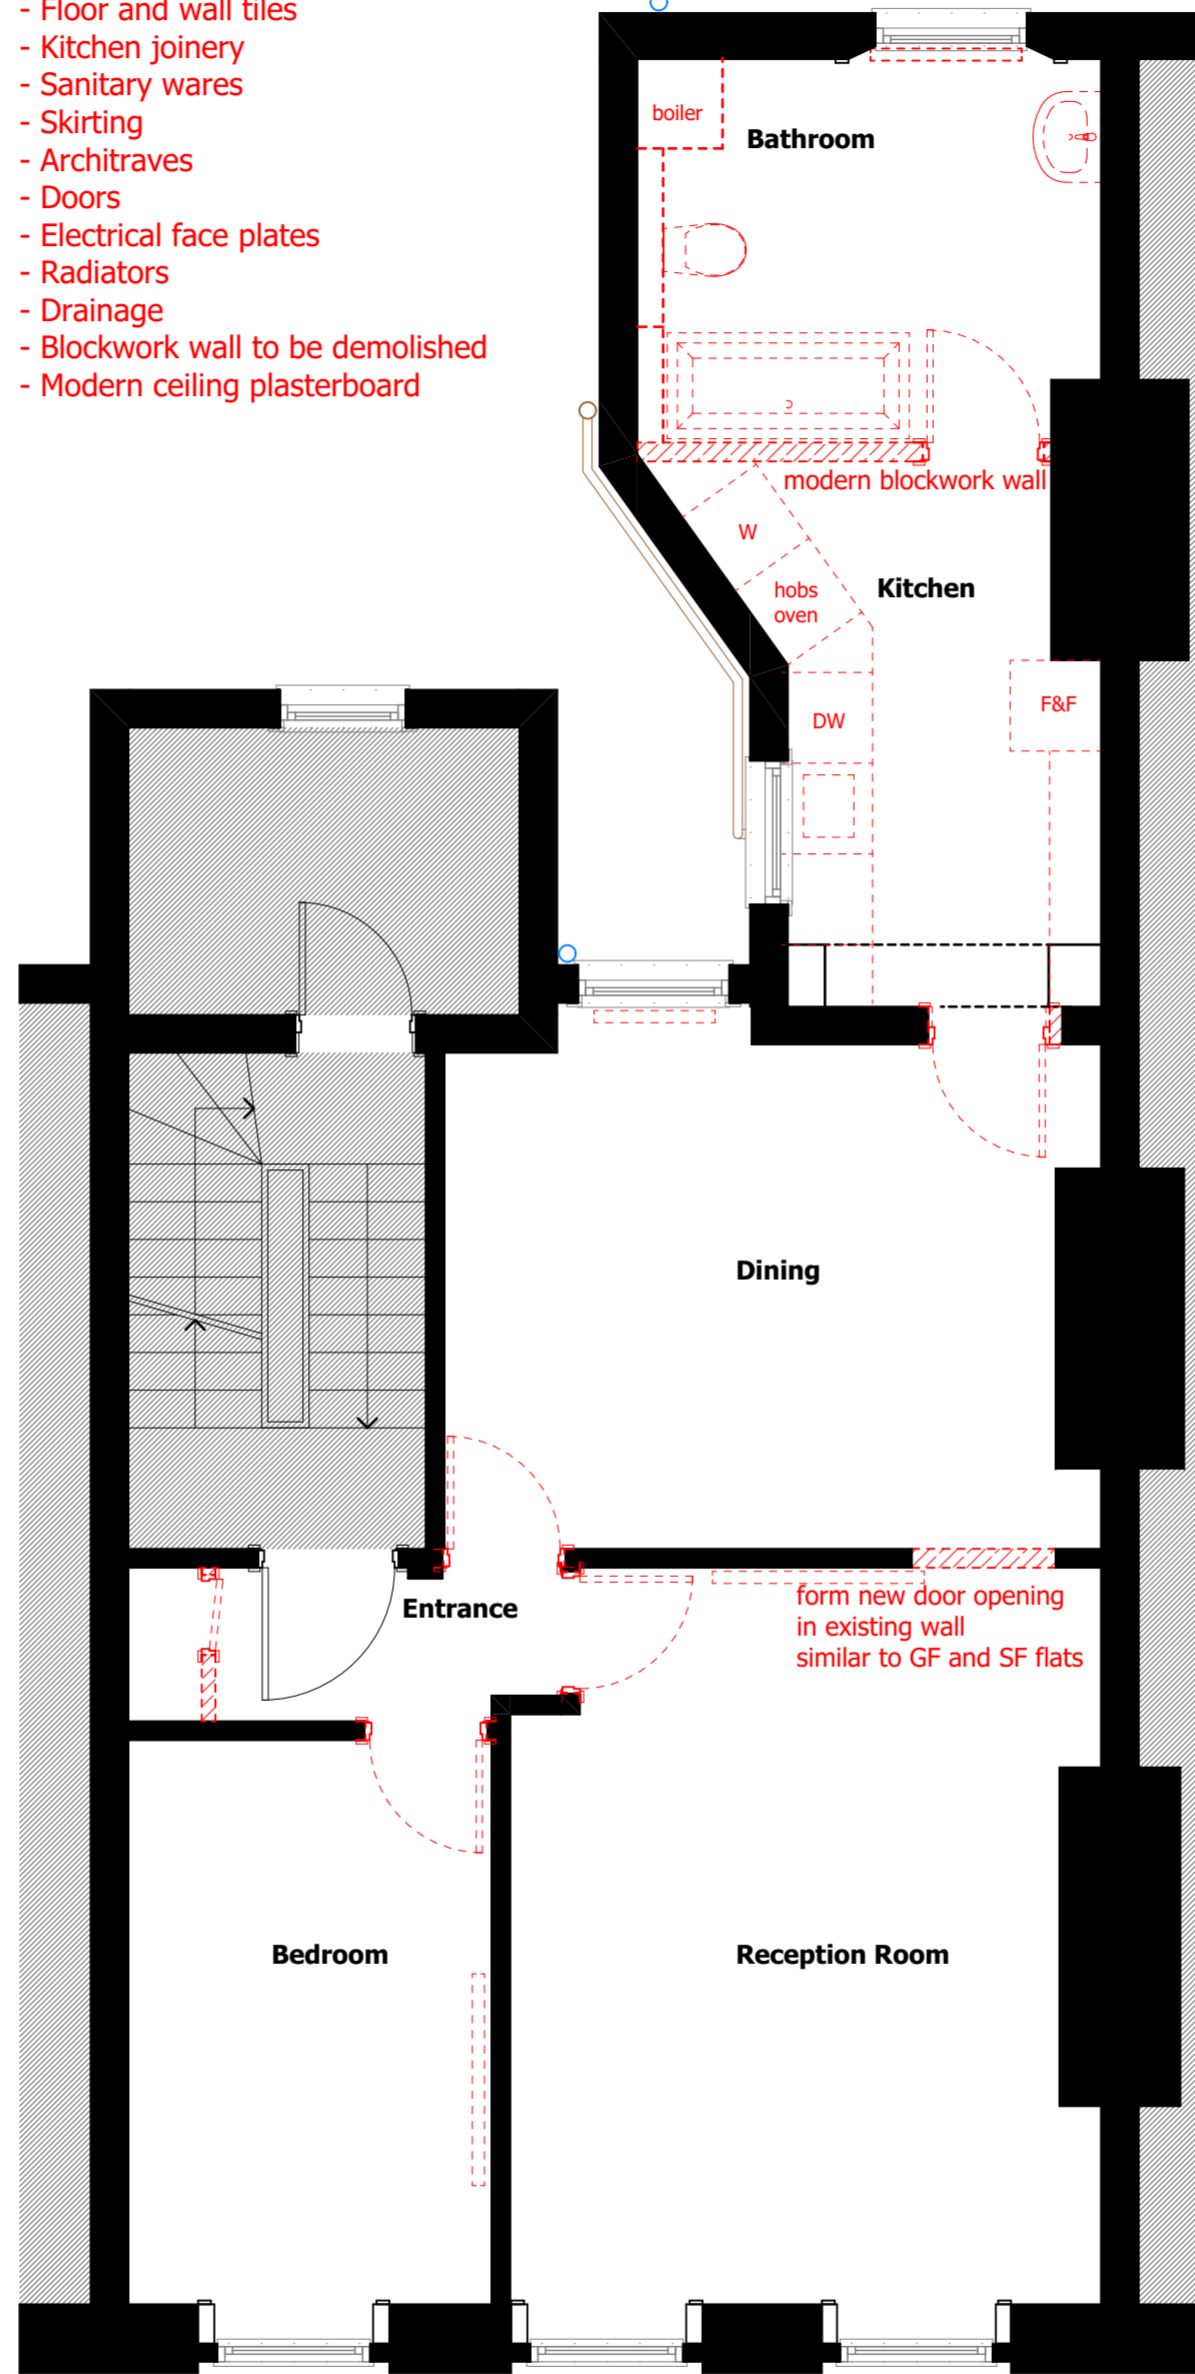 - Floor and wall tiles
- Kitchen joinery
- Sanitary wares
- Skirting
- Architraves
- Doors
- Electrical face plates
- Radiators
- Drainage
- Blockwork wall to be demolished
- Modern ceiling plasterboard
boiler
Bathroom
modern blockwork wall
W
hobs
oven
Kitchen
F&F
DW
Dining
form new door opening
in existing wall
similar to GF and SF flats
Entrance
Bedroom
Reception Room